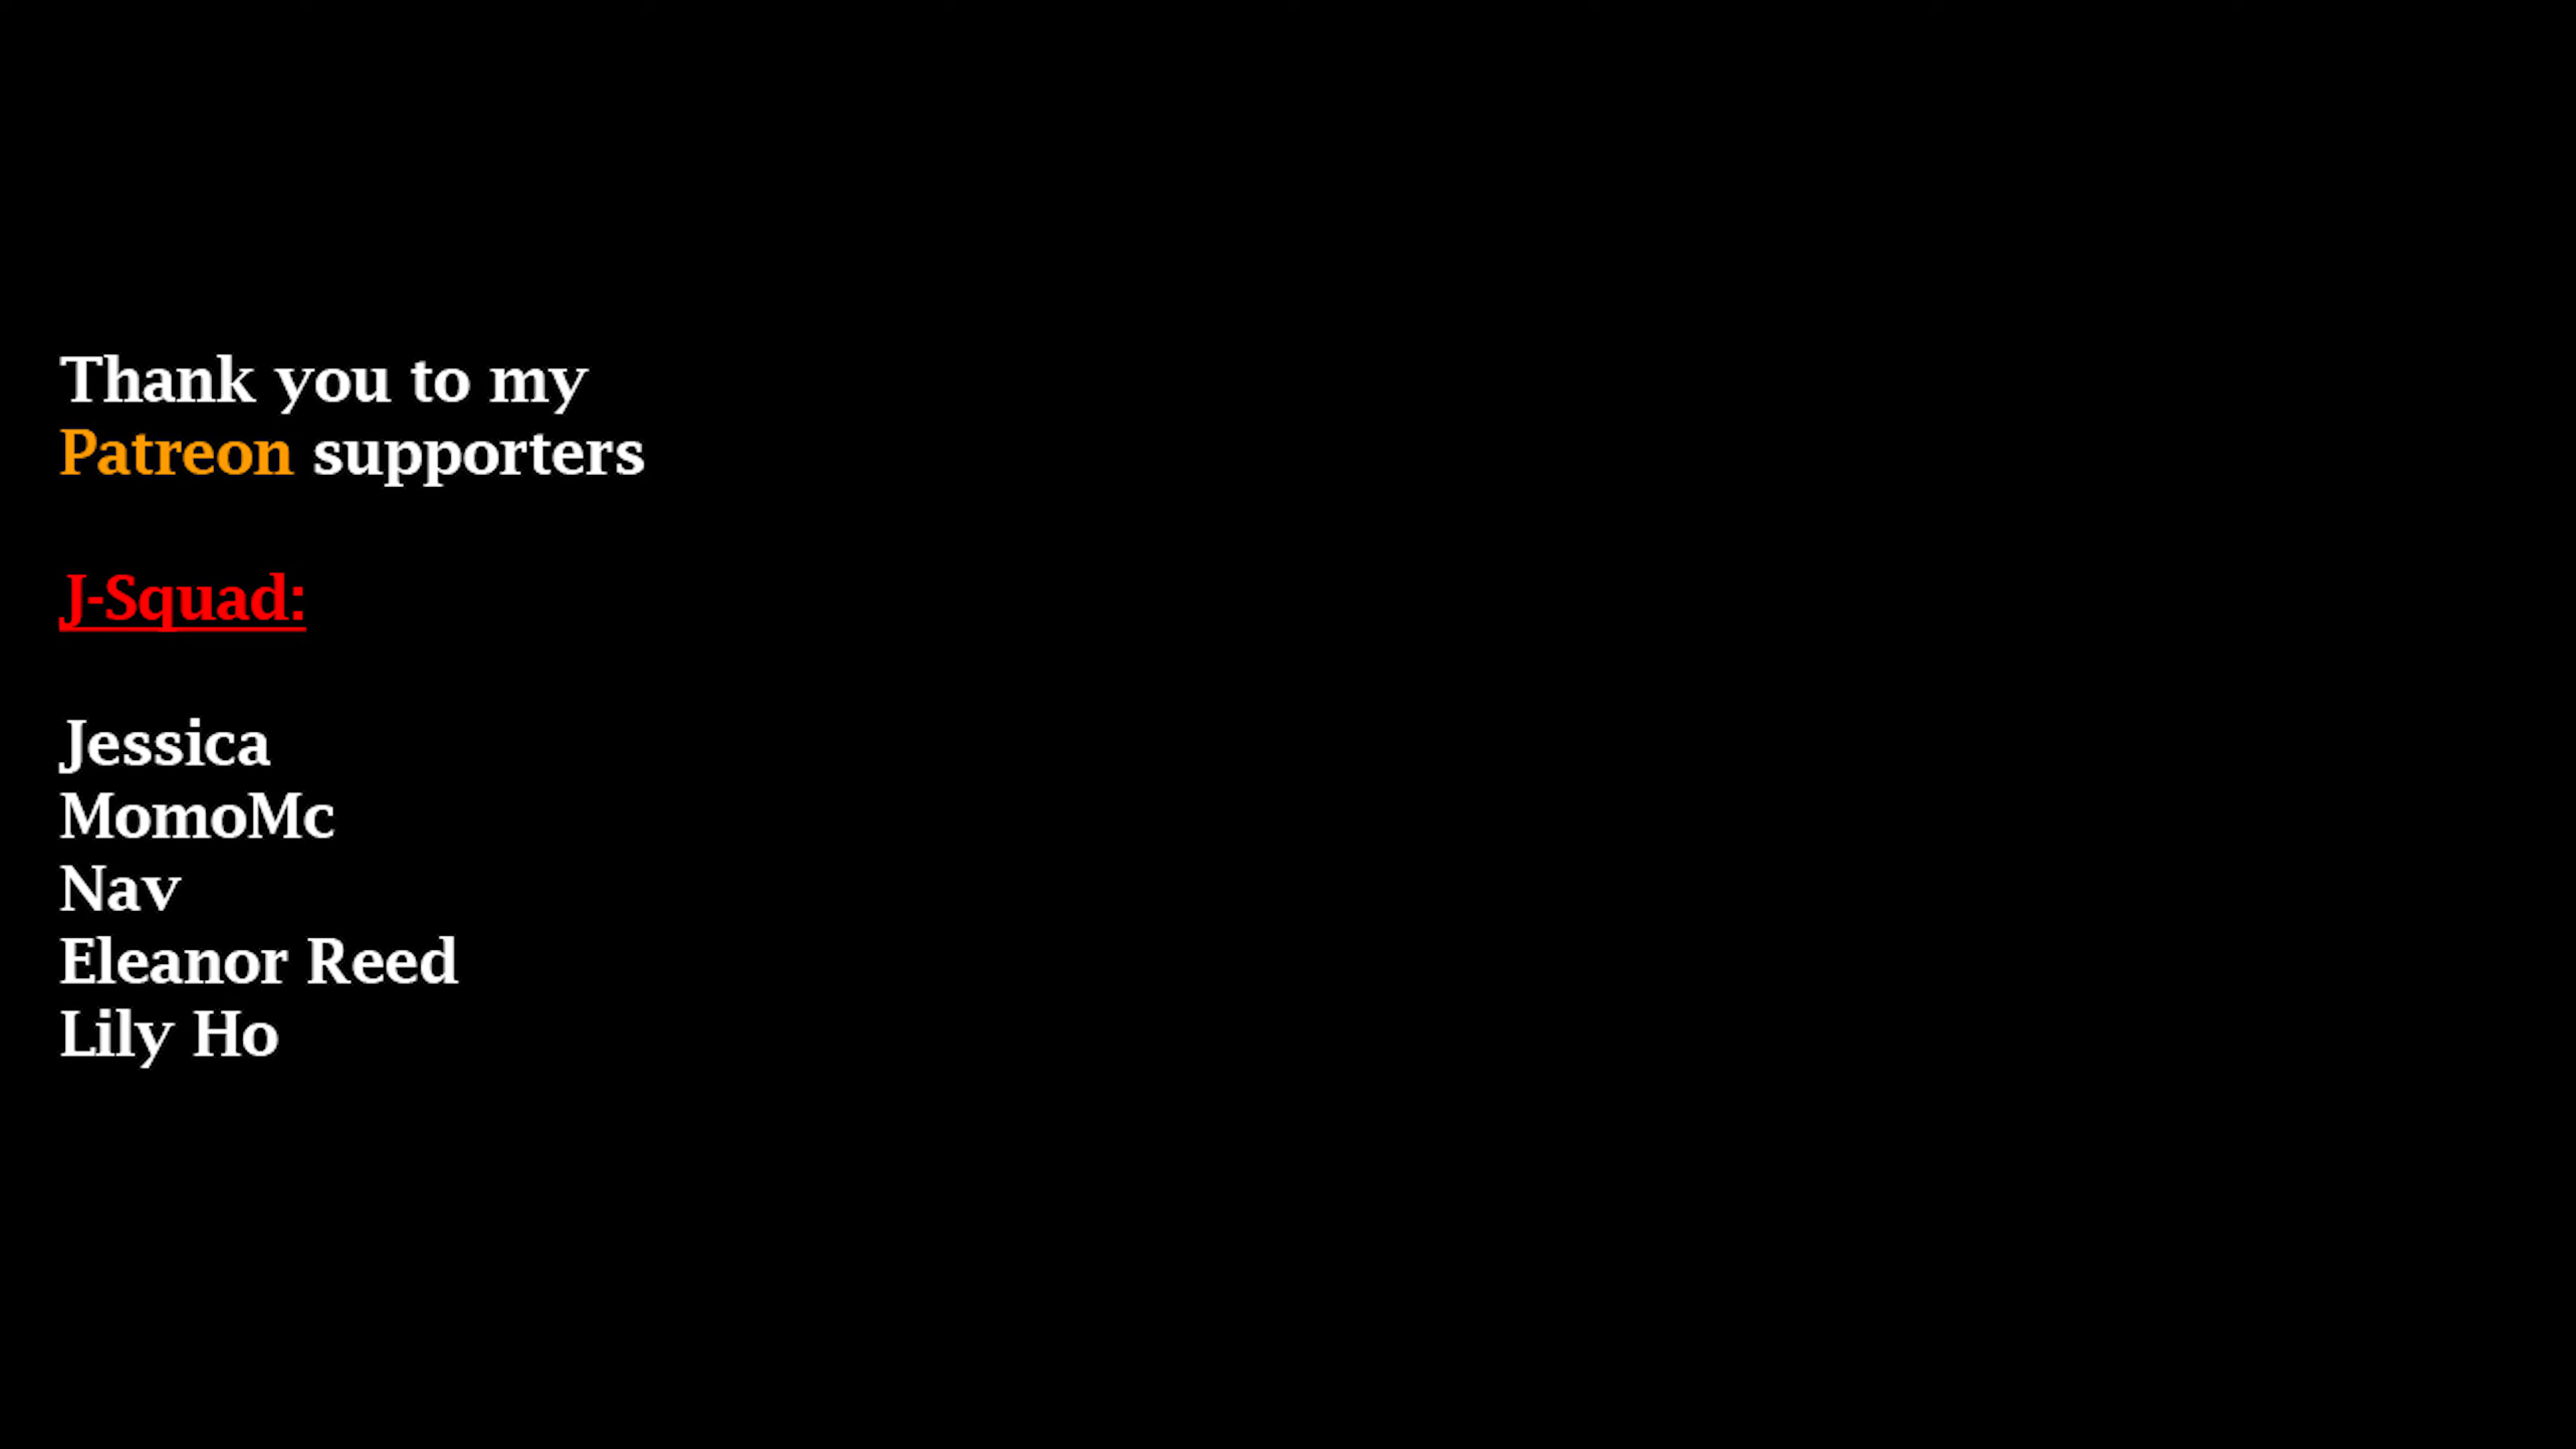 Thank you to my
Patreon supporters
J-Squad:
Jessica
MomoMc
Nav
Eleanor Reed
Lily Ho